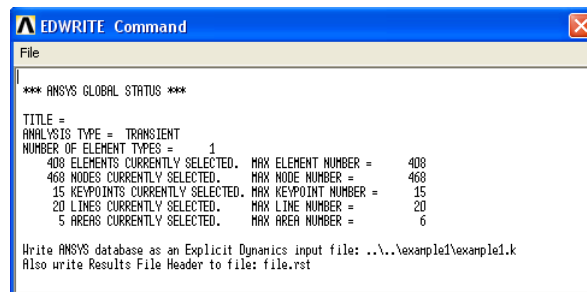 EDWRITE Command
File
*** ANSYS GLOBAL STATUS ***
TITLE =
ANALYSIS TYPE = TRANSIENT
NUMBER OF ELEMENT TYPES = 1
408 ELEMENTS CURRENTLY SELECTED. MAX ELEMENT NUMBER = 408
468 NODES CURRENTLY SELECTED. MAX NODE NUMBER = 468
15 KEYPOINTS CURRENTLY SELECTED. MAX KEYPOINT NUMBER = 15
20 LINES CURRENTLY SELECTED. MAX LINE NUMBER = 20
5 AREAS CURRENTLY SELECTED. MAX AREA NUMBER = 6
Write ANSYS database as an Explicit Dynamics input file: ..\..\example1\example1.k
Also write Results File Header to file: file.rst